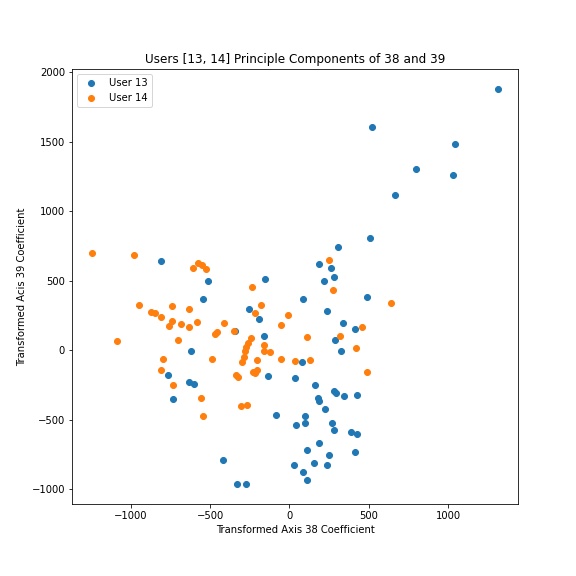 Users [13, 14] Principle Components of 38 and 39
User 13
User 14
2000
1500
1000
500
0
−500
−1000
Transformed Acis 39 Coefficient
−1000 −500 0 500 1000
Transformed Axis 38 Coefficient